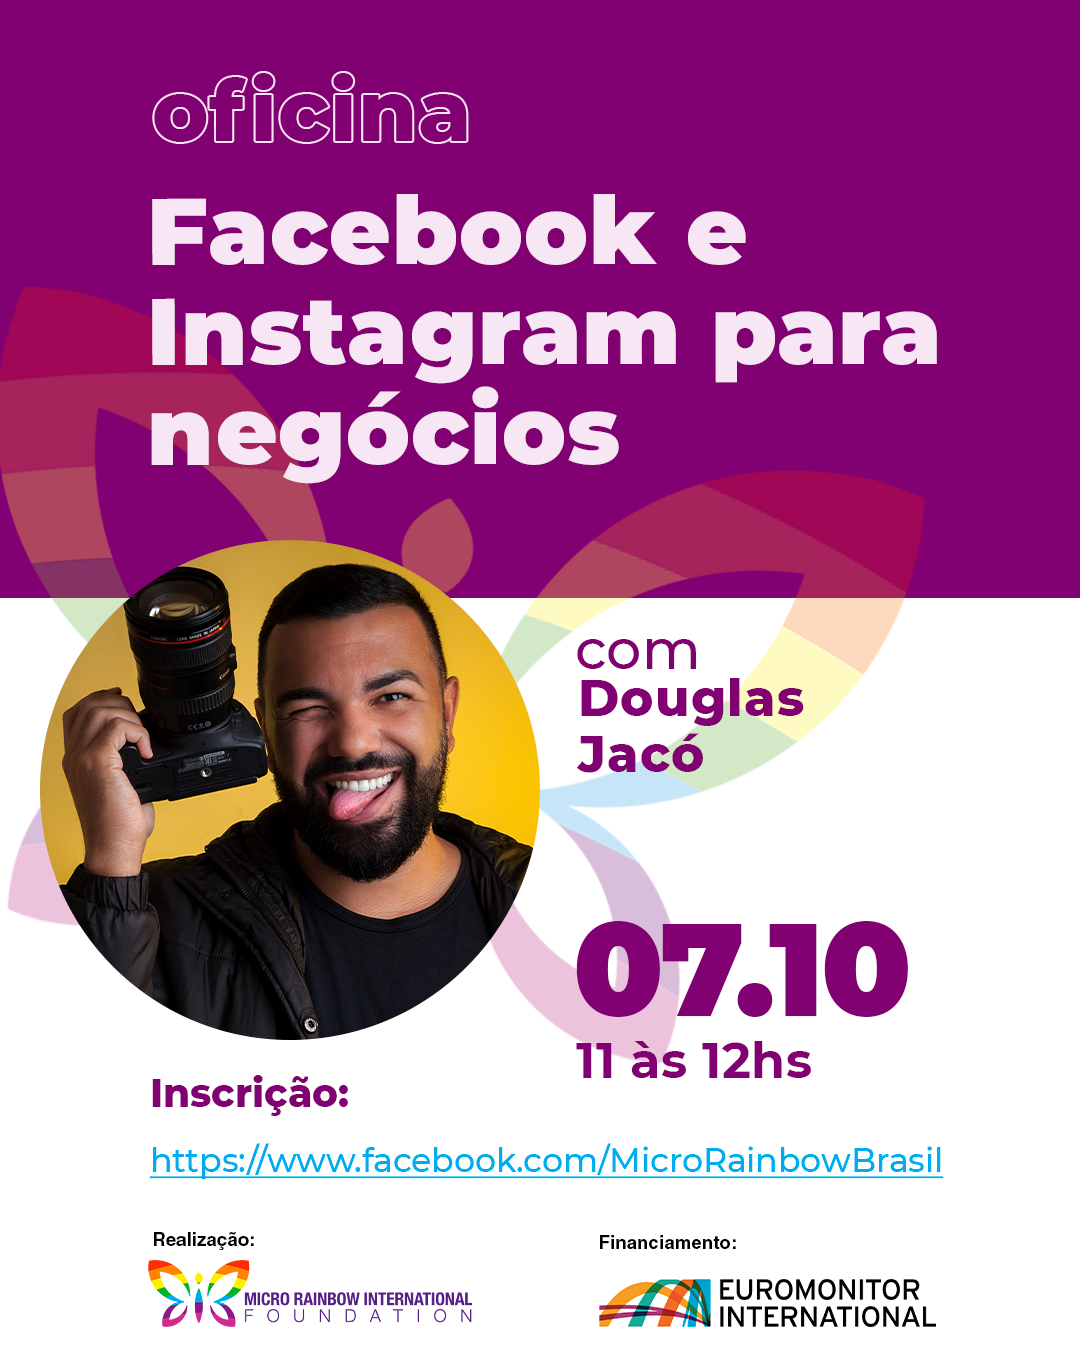 oficina
Facebook e
Instagram para
negócios
com
Douglas
Jacó
07.10
11 às 12hs
Inscrição:
https://www.facebook.com/MicroRainbowBrasil
Realização:
MICRO RAINBOW INTERNATIONAL
FOUNDATION
Financiamento:
EUROMONITOR
INTERNATIONAL